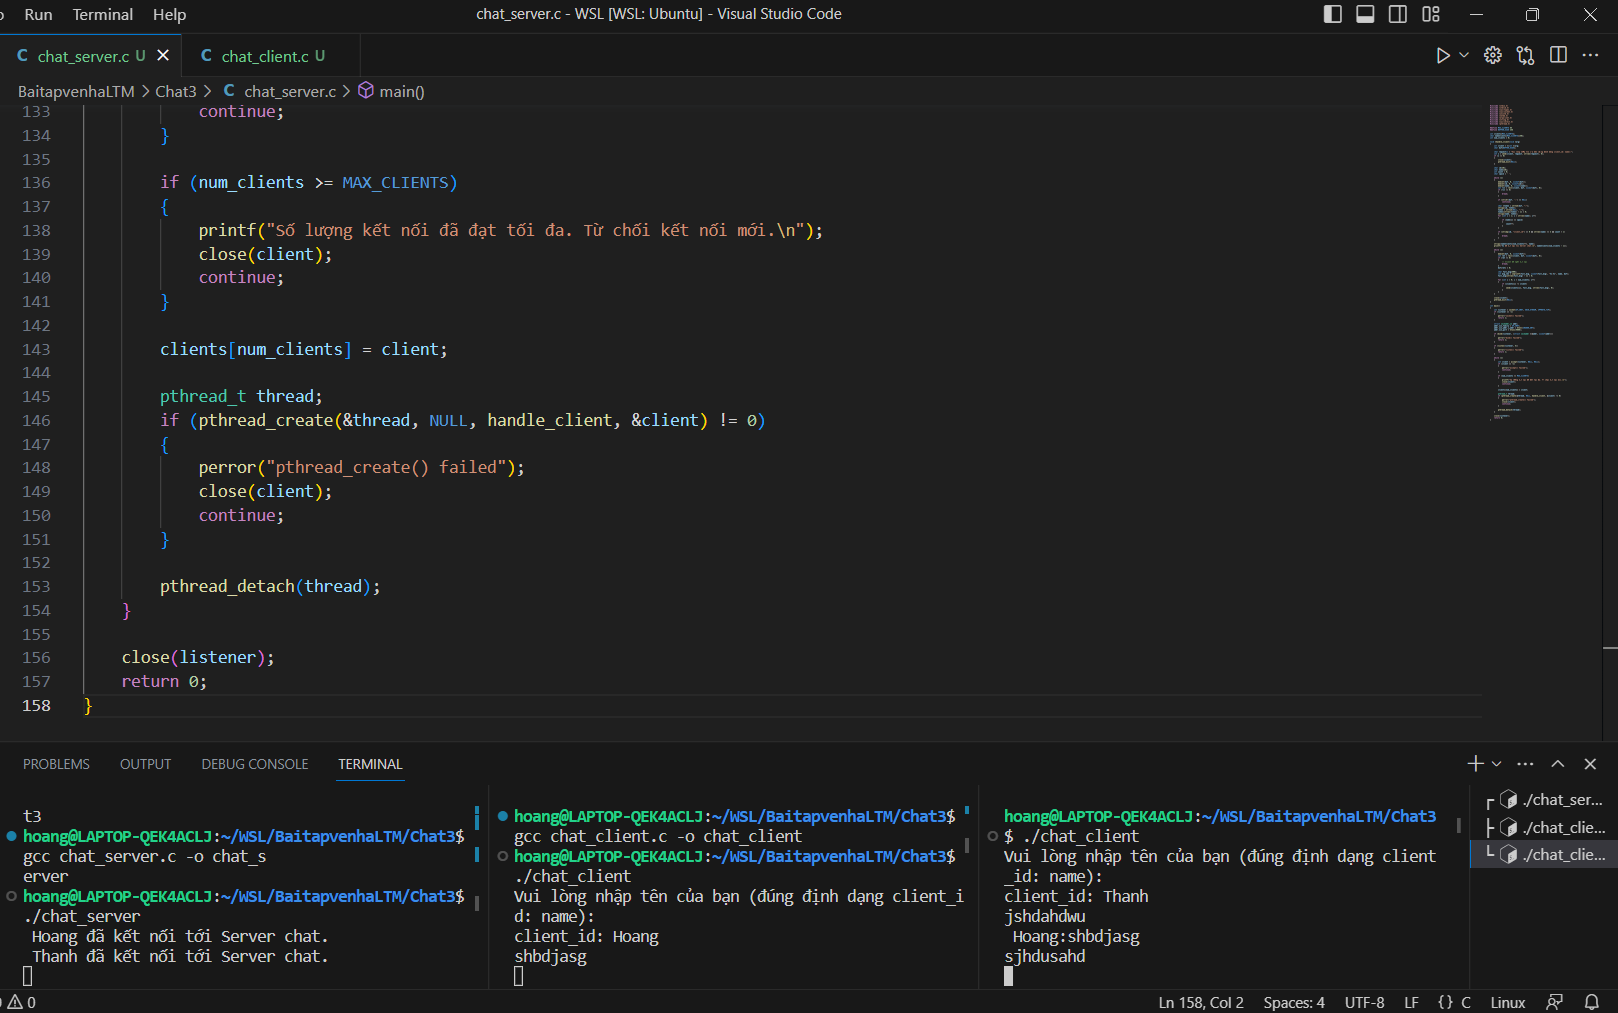 Run Terminal Help
chat_server.c - WSL [WSL: Ubuntu] - Visual Studio Code
C chat_server.c U
C chat_client.c U
BaitapvenhaLTM > Chat3 > C chat_server.c > main()
133 continue;
134 }
135
136 if (num_clients >= MAX_CLIENTS)
137 {
138 printf("Số lượng kết nối đã đạt tối đa. Từ chối kết nối mới.\n");
139 close(client);
140 continue;
141 }
142
143 clients[num_clients] = client;
144
145 pthread_t thread;
146 if (pthread_create(&thread, NULL, handle_client, &client) != 0)
147 {
148 perror("pthread_create() failed");
149 close(client);
150 continue;
151 }
152
153 pthread_detach(thread);
154 }
155
156 close(listener);
157 return 0;
158 }
PROBLEMS OUTPUT DEBUG CONSOLE TERMINAL
t3
hoang@LAPTOP-QEK4ACLJ:~/WSL/BaitapvenhaLTM/Chat3$
gcc chat_server.c -o chat_s
erver
hoang@LAPTOP-QEK4ACLJ:~/WSL/BaitapvenhaLTM/Chat3$
./chat_server
Hoang đã kết nối tới Server chat.
Thanh đã kết nối tới Server chat.
hoang@LAPTOP-QEK4ACLJ:~/WSL/BaitapvenhaLTM/Chat3$
gcc chat_client.c -o chat_client
hoang@LAPTOP-QEK4ACLJ:~/WSL/BaitapvenhaLTM/Chat3$
./chat_client
Vui lòng nhập tên của bạn (đúng định dạng client_i
d: name):
client_id: Hoang
shbdjasg
hoang@LAPTOP-QEK4ACLJ:~/WSL/BaitapvenhaLTM/Chat3
$ ./chat_client
Vui lòng nhập tên của bạn (đúng định dạng client
_id: name):
client_id: Thanh
jshdahdwu
Hoang:shbdjasg
sjhdusahd
./chat_ser...
./chat_clie...
./chat_clie...
0
Ln 158, Col 2 Spaces: 4 UTF-8 LF {} C Linux